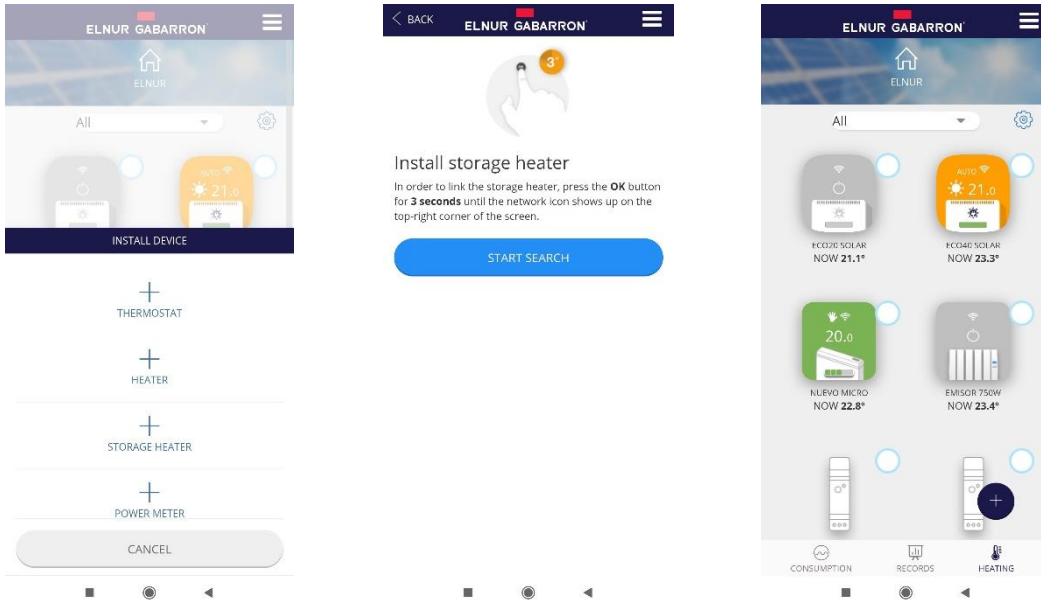 ELNUR GABARRON
ELNUR
All
AUTO
21.0
INSTALL DEVICE
THERMOSTAT
HEATER
STORAGE HEATER
POWER METER
CANCEL
BACK
ELNUR GABARRON
3"
Install storage heater
In order to link the storage heater, press the OK button
for 3 seconds until the network icon shows up on the
top-right corner of the screen.
START SEARCH
ELNUR GABARRON
ELNUR
All
AUTO
21.0
ECO20 SOLAR
NOW 21.1°
ECO40 SOLAR
NOW 23.3°
20.0
NUEVO MICRO
NOW 22.8°
EMISOR 750W
NOW 23.4°
CONSUMPTION
RECORDS
HEATING